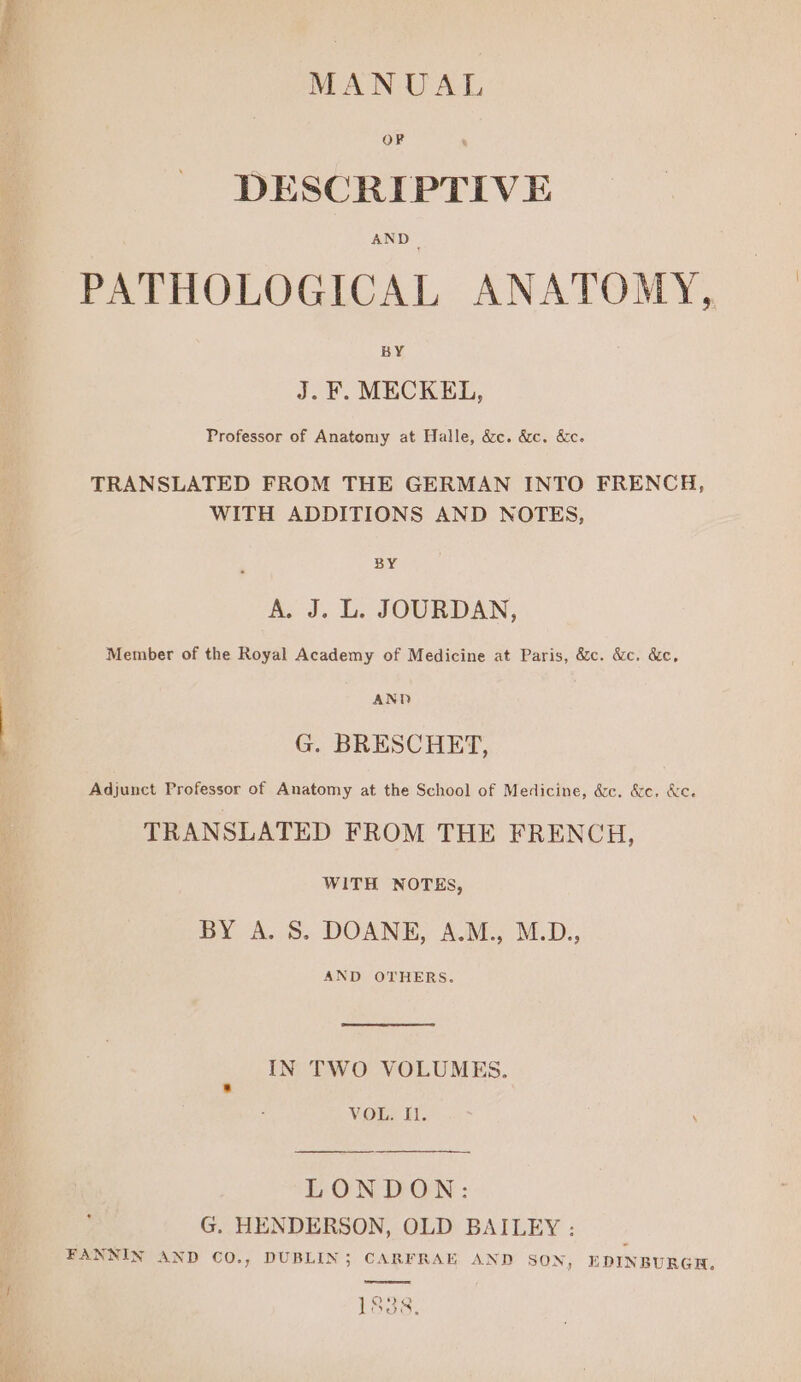 MANUAL
OF
DESCRIPTIVE
AND
PATHOLOGICAL ANATOMY,
BY
J. F. MECKEL,
Professor of Anatomy at Halle, &c. &c. &c.
TRANSLATED FROM THE GERMAN INTO FRENCH,
WITH ADDITIONS AND NOTES,
BY
A. J. L. JOURDAN,
Member of the Royal Academy of Medicine at Paris, &c. &c. &c,
AND
G. BRESCHET,
Adjunct Professor of Anatomy at the School of Medicine, &c. &c. &c.
TRANSLATED FROM THE FRENCH,
WITH NOTES,
BY A. S. DOANE, A.M., M.D.,
AND OTHERS.
IN TWO VOLUMES.
VOL. II.
LONDON:
G. HENDERSON, OLD BAILEY:
FANNIN AND CO., DUBLIN; CARFRAE AND SON, EDINBURGH.
1838.